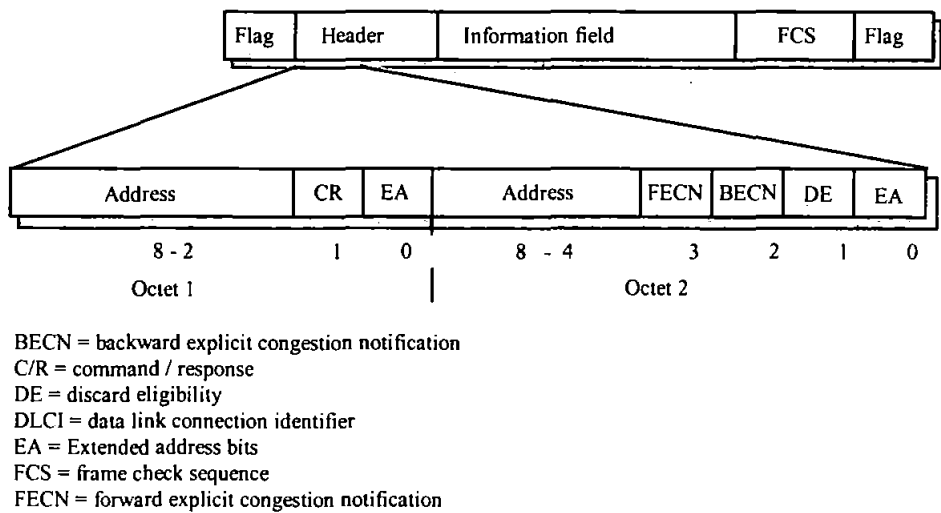 Flag Header Information field FCS Flag
Address CR EA Address FECN BECN DE EA
8 - 2 1 0 8 - 4 3 2 1 0
Octet 1 Octet 2
BECN = backward explicit congestion notification
C/R = command / response
DE = discard eligibility
DLCI = data link connection identifier
EA = Extended address bits
FCS = frame check sequence
FECN = forward explicit congestion notification